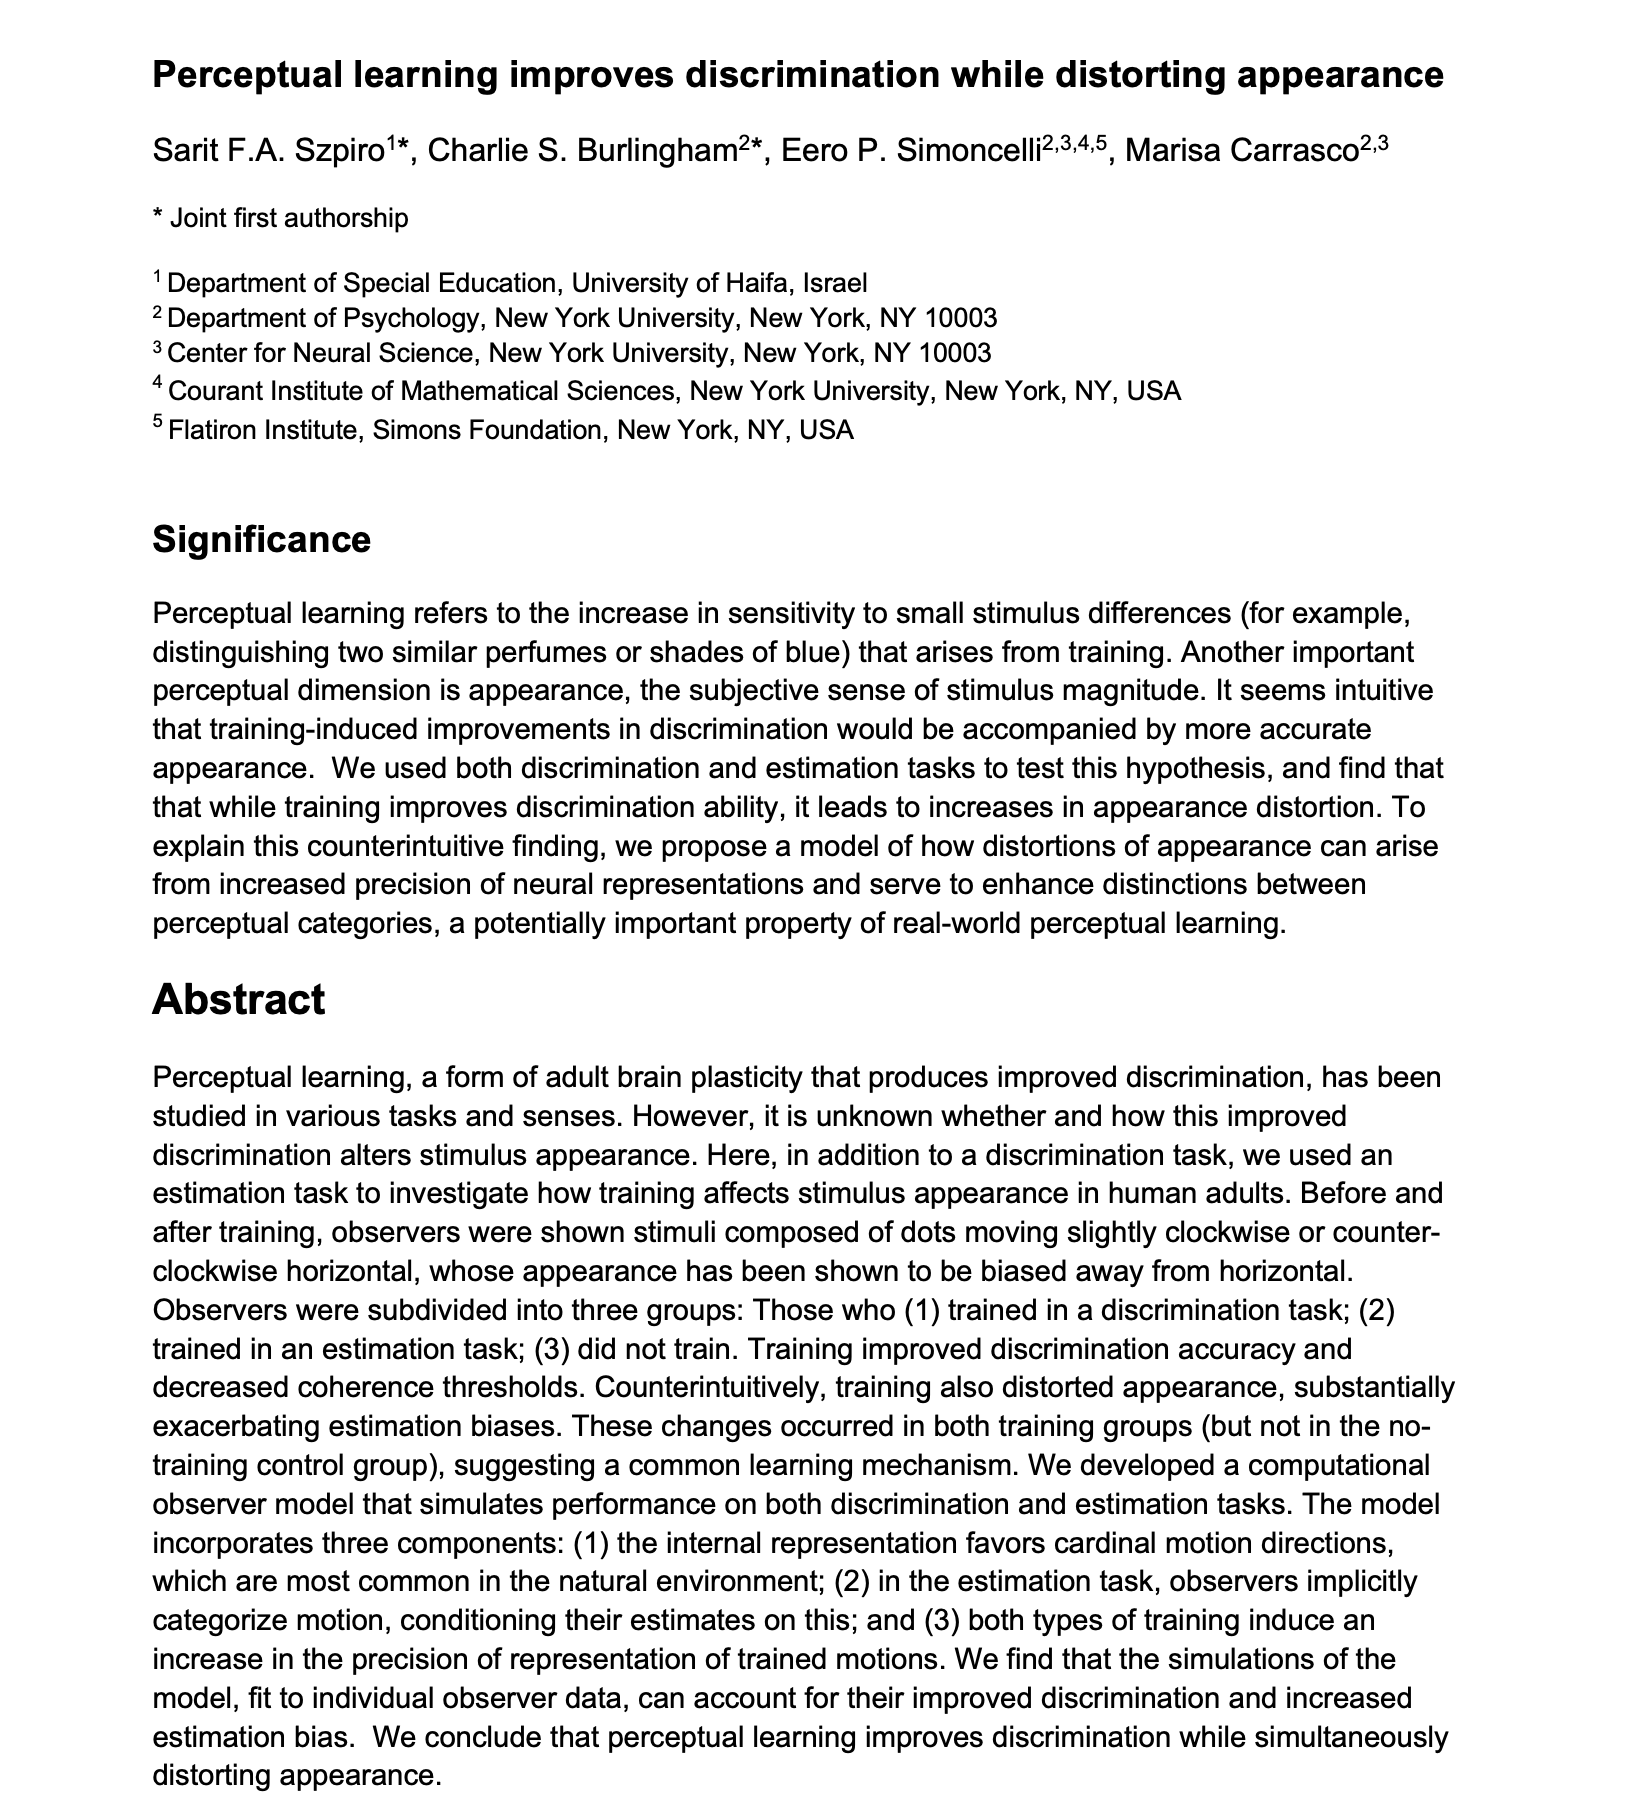 Perceptual learning improves discrimination while distorting appearance
Sarit F.A. Szpiro1*, Charlie S. Burlingham2*, Eero P. Simoncelli2,3,4,5, Marisa Carrasco2,3
* Joint first authorship
1 Department of Special Education, University of Haifa, Israel
2 Department of Psychology, New York University, New York, NY 10003
3 Center for Neural Science, New York University, New York, NY 10003
4 Courant Institute of Mathematical Sciences, New York University, New York, NY, USA
5 Flatiron Institute, Simons Foundation, New York, NY, USA
Significance
Perceptual learning refers to the increase in sensitivity to small stimulus differences (for example,
distinguishing two similar perfumes or shades of blue) that arises from training. Another important
perceptual dimension is appearance, the subjective sense of stimulus magnitude. It seems intuitive
that training-induced improvements in discrimination would be accompanied by more accurate
appearance.  We used both discrimination and estimation tasks to test this hypothesis, and find that
that while training improves discrimination ability, it leads to increases in appearance distortion. To
explain this counterintuitive finding, we propose a model of how distortions of appearance can arise
from increased precision of neural representations and serve to enhance distinctions between
perceptual categories, a potentially important property of real-world perceptual learning.
Abstract
Perceptual learning, a form of adult brain plasticity that produces improved discrimination, has been
studied in various tasks and senses. However, it is unknown whether and how this improved
discrimination alters stimulus appearance. Here, in addition to a discrimination task, we used an
estimation task to investigate how training affects stimulus appearance in human adults. Before and
after training, observers were shown stimuli composed of dots moving slightly clockwise or counter-
clockwise horizontal, whose appearance has been shown to be biased away from horizontal.
Observers were subdivided into three groups: Those who (1) trained in a discrimination task; (2)
trained in an estimation task; (3) did not train. Training improved discrimination accuracy and
decreased coherence thresholds. Counterintuitively, training also distorted appearance, substantially
exacerbating estimation biases. These changes occurred in both training groups (but not in the no-
training control group), suggesting a common learning mechanism. We developed a computational
observer model that simulates performance on both discrimination and estimation tasks. The model
incorporates three components: (1) the internal representation favors cardinal motion directions,
which are most common in the natural environment; (2) in the estimation task, observers implicitly
categorize motion, conditioning their estimates on this; and (3) both types of training induce an
increase in the precision of representation of trained motions. We find that the simulations of the
model, fit to individual observer data, can account for their improved discrimination and increased
estimation bias.  We conclude that perceptual learning improves discrimination while simultaneously
distorting appearance.